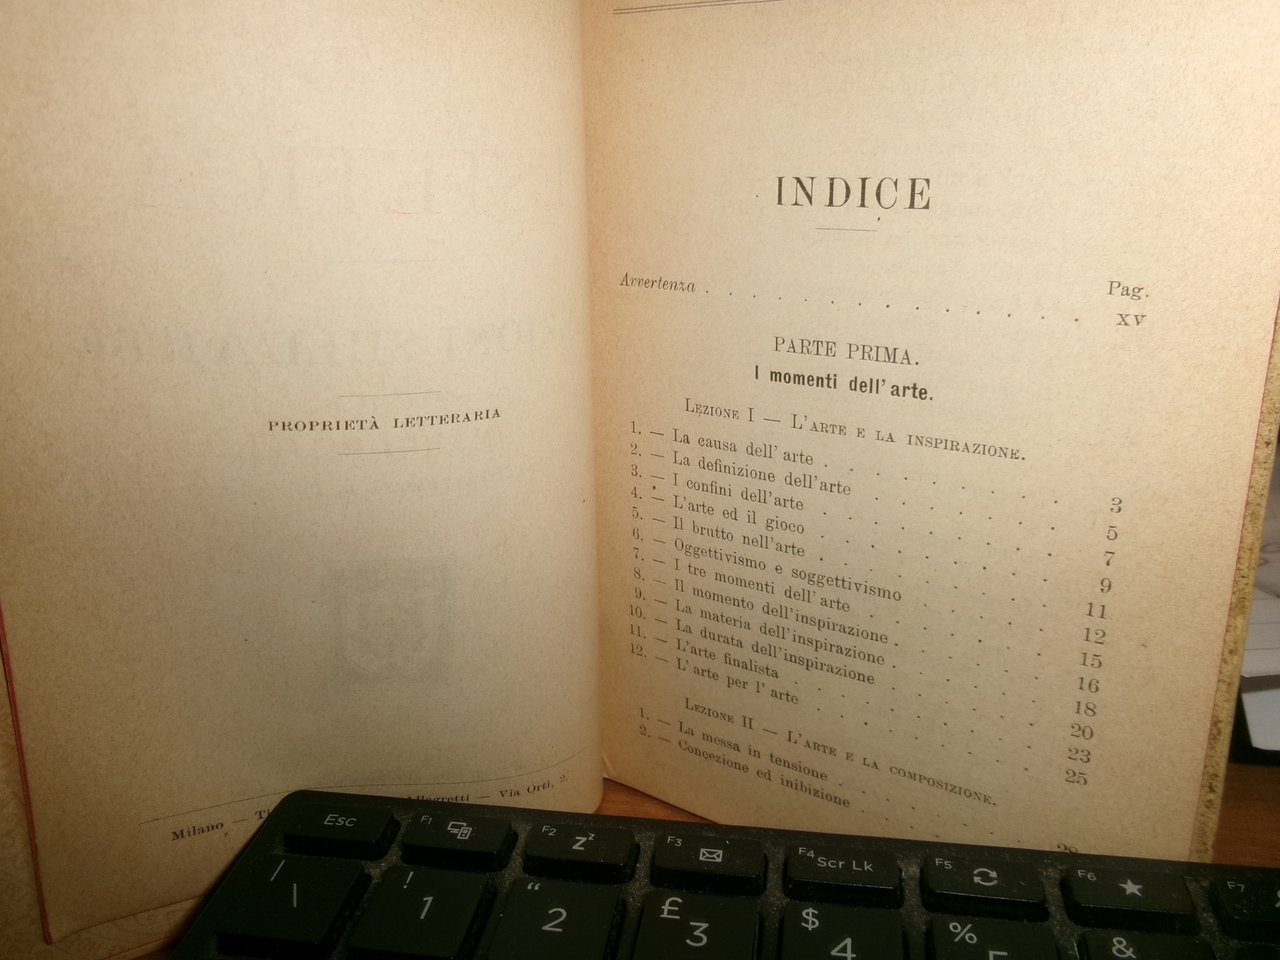 PROPRIETÀ LETTERARIA
Milano — Allegretti — Via Orti, 2.
INDICE
Pag.
Avvertenza . . . . . . . . . . . . XV
PARTE PRIMA.
I momenti dell'arte.
LEZIONE I — L'ARTE E LA INSPIRAZIONE.
1. — La causa dell'arte . . . . . . . . 3
2. — La definizione dell'arte . . . . . . . 5
3. — I confini dell'arte . . . . . . . . 7
4. — L'arte ed il gioco . . . . . . . . 9
5. — Il brutto nell'arte . . . . . . . . 11
6. — Oggettivismo e soggettivismo . . . . . 12
7. — I tre momenti dell'arte . . . . . . . 15
8. — Il momento dell'inspirazione . . . . . . 16
9. — La materia dell'inspirazione . . . . . . 18
10. — La durata dell'inspirazione . . . . . . 20
11. — L'arte finalista . . . . . . . . 23
12. — L'arte per l'arte . . . . . . . . 25
LEZIONE II — L'ARTE E LA COMPOSIZIONE.
1. — La messa in tensione . . . . . . .
2. — Concezione ed inibizione . . . . . .
Esc
F1
F2 Zzz
F3
F4 Scr Lk
F5
F6
F7
| \
! 1
" 2
£ 3
$ 4
% 5
&